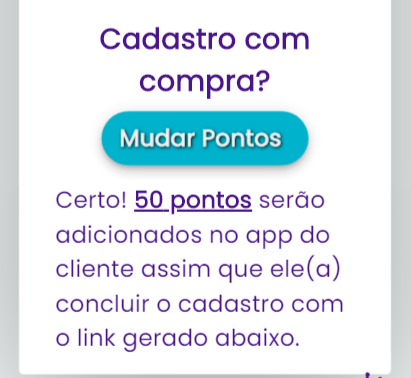 Cadastro com
compra?
Mudar Pontos
Certo! 50 pontos serão
adicionados no app do
cliente assim que ele(a)
concluir o cadastro com
o link gerado abaixo.